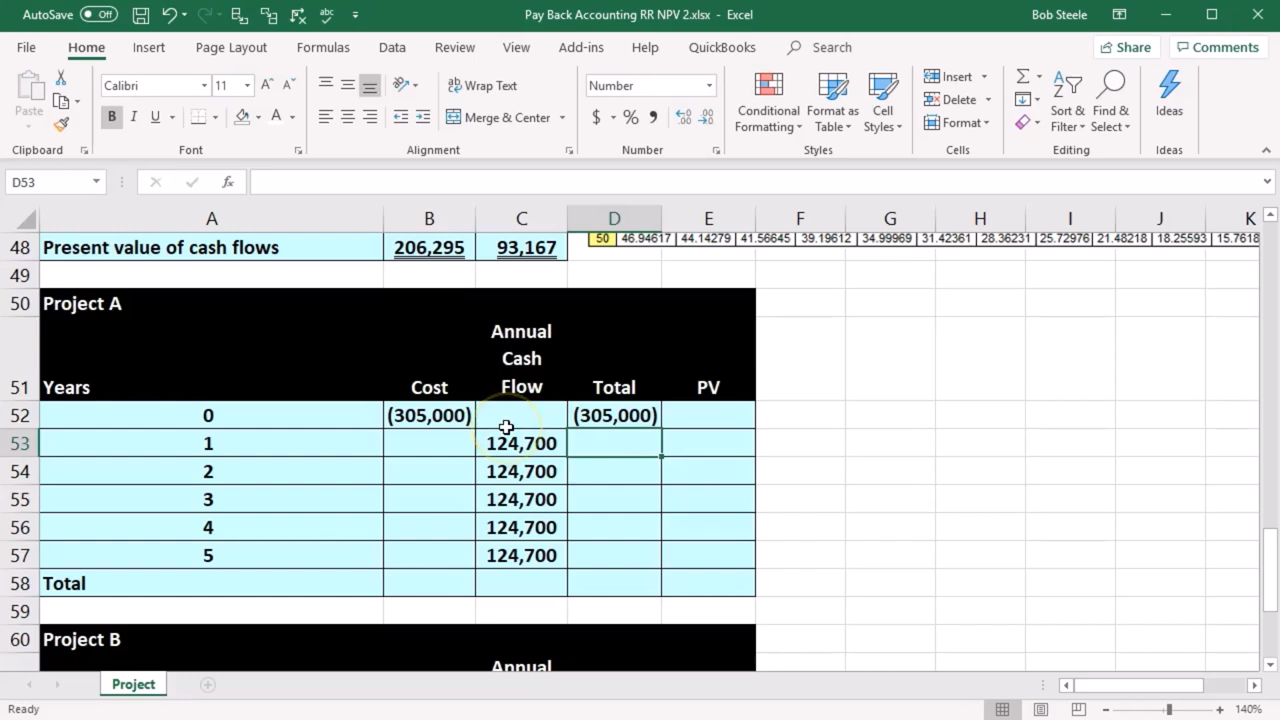 AutoSave Off Pay Back Accounting RR NPV 2.xlsx - Excel Bob Steele
File Home Insert Page Layout Formulas Data Review View Add-ins Help QuickBooks Search Share Comments
Paste Calibri 11 A A Wrap Text Number Conditional Formatting Format as Table Cell Styles Insert Sort & Filter Find & Select Ideas
B I U A Merge & Center $ % Delete
Format
Clipboard Font Alignment Number Styles Cells Editing Ideas
D53 fx
A B C D E F G H I J K
48 Present value of cash flows 206,295 93,167 50 46.94617 44.14279 41.56645 39.19612 34.99969 31.42361 28.36231 25.72976 21.48218 18.25593 15.7618
49
50 Project A
51 Years Cost Annual Cash Flow Total PV
52 0 (305,000) (305,000)
53 1 124,700
54 2 124,700
55 3 124,700
56 4 124,700
57 5 124,700
58 Total
59
60 Project B
Annual
Project
Ready 140%